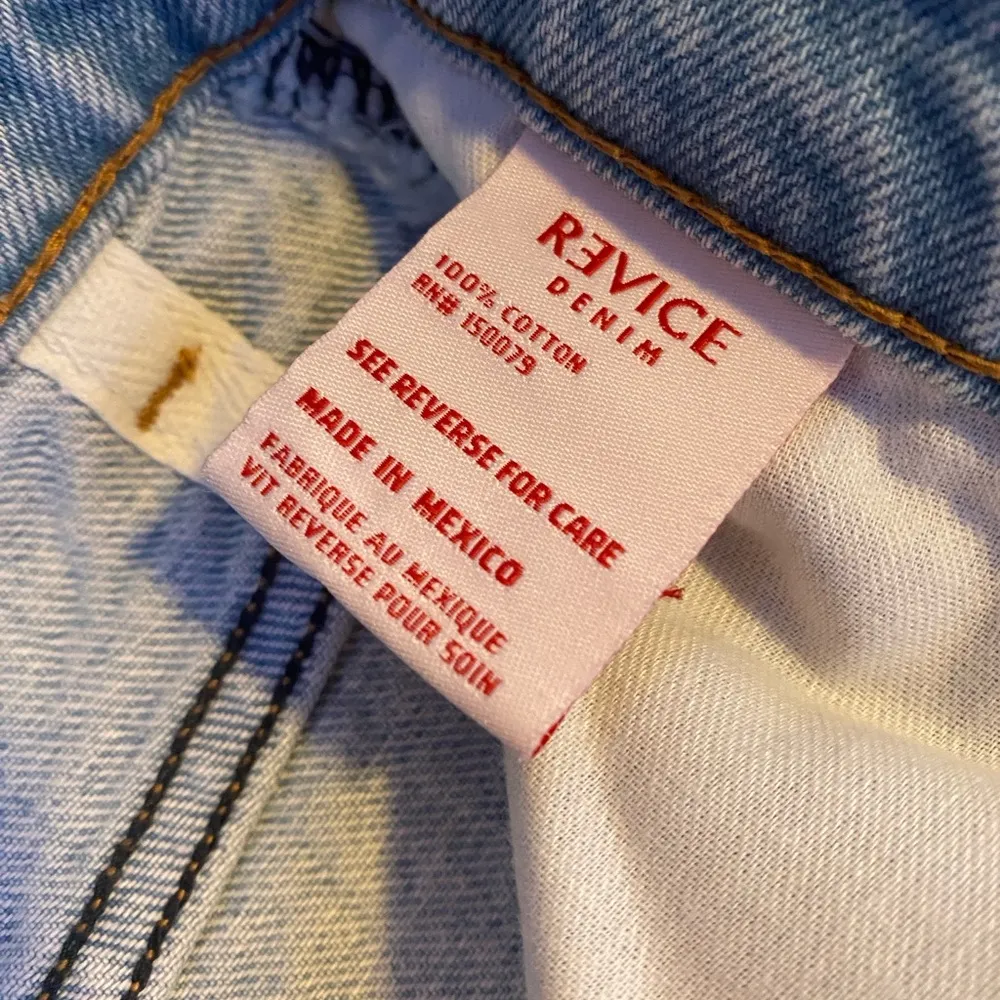 RƎVICE
DENIM
100% COTTON
RN# 150079
SEE REVERSE FOR CARE
MADE IN MEXICO
FABRIQUE AU MEXIQUE
VIT REVERSE POUR SOIN